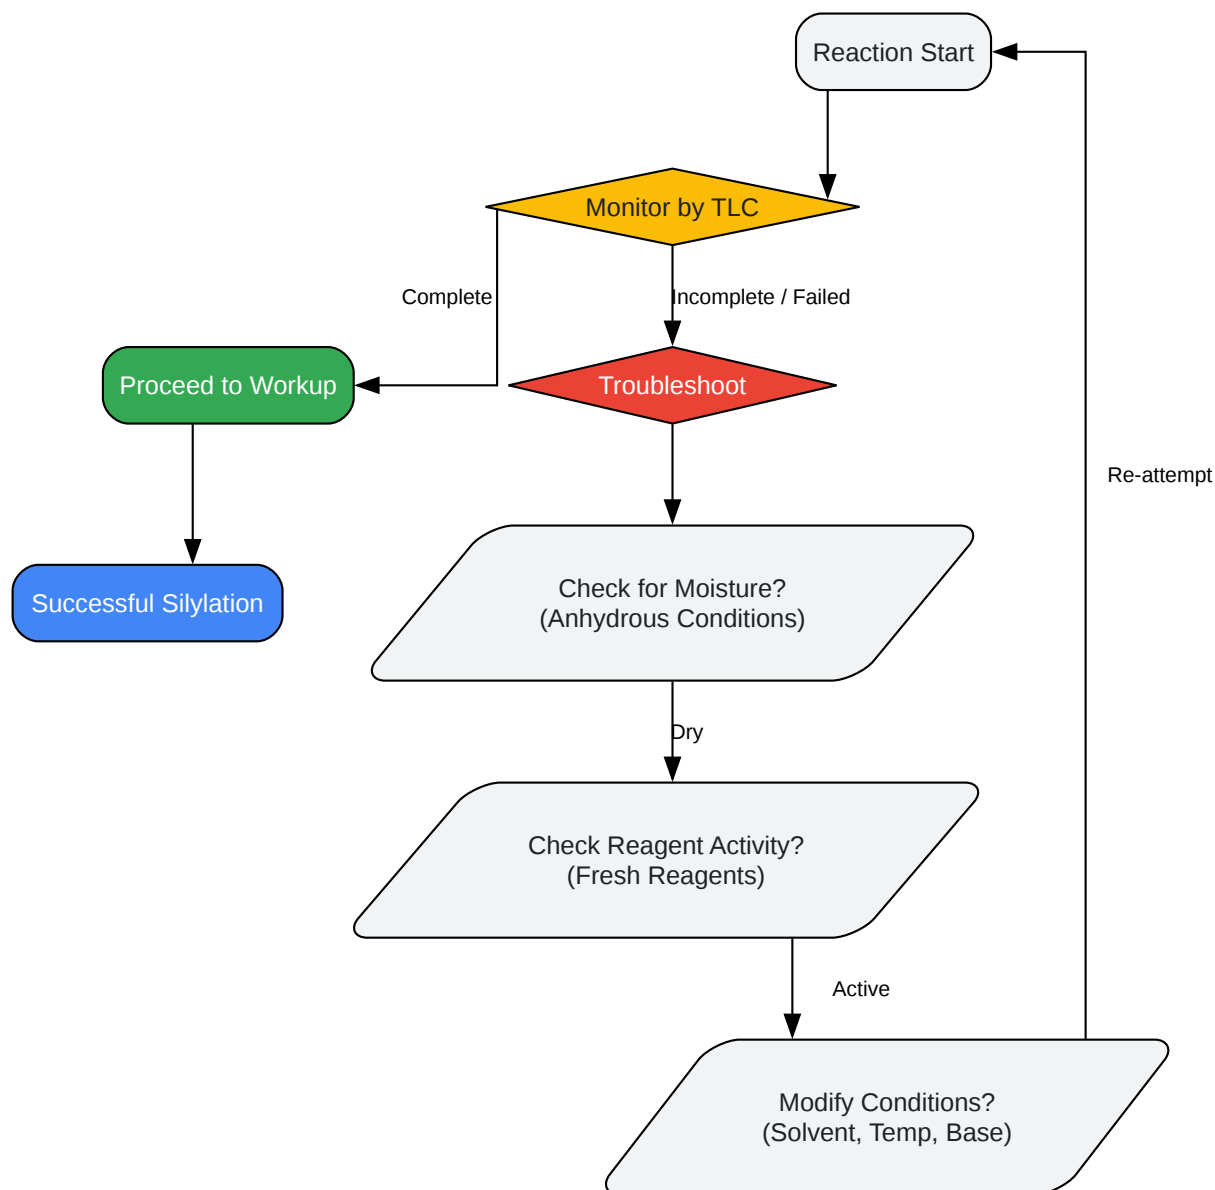 Reaction Start
Monitor by TLC
Complete
Incomplete / Failed
Proceed to Workup
Troubleshoot
Re-attempt
Successful Silylation
Check for Moisture?
(Anhydrous Conditions)
Dry
Check Reagent Activity?
(Fresh Reagents)
Active
Modify Conditions?
(Solvent, Temp, Base)